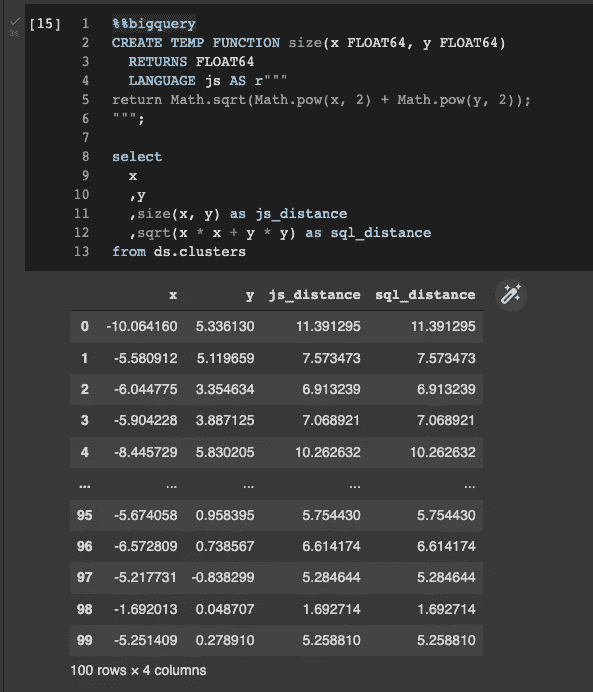 [15] 1 %%bigquery
2 CREATE TEMP FUNCTION size(x FLOAT64, y FLOAT64)
3 RETURNS FLOAT64
4 LANGUAGE js AS r"""
5 return Math.sqrt(Math.pow(x, 2) + Math.pow(y, 2));
6 """;
7
8 select
9 x
10 ,y
11 ,size(x, y) as js_distance
12 ,sqrt(x * x + y * y) as sql_distance
13 from ds.clusters
x y js_distance sql_distance
0 -10.064160 5.336130 11.391295 11.391295
1 -5.580912 5.119659 7.573473 7.573473
2 -6.044775 3.354634 6.913239 6.913239
3 -5.904228 3.887125 7.068921 7.068921
4 -8.445729 5.830205 10.262632 10.262632
... ... ... ... ...
95 -5.674058 0.958395 5.754430 5.754430
96 -6.572809 0.738567 6.614174 6.614174
97 -5.217731 -0.838299 5.284644 5.284644
98 -1.692013 0.048707 1.692714 1.692714
99 -5.251409 0.278910 5.258810 5.258810
100 rows × 4 columns